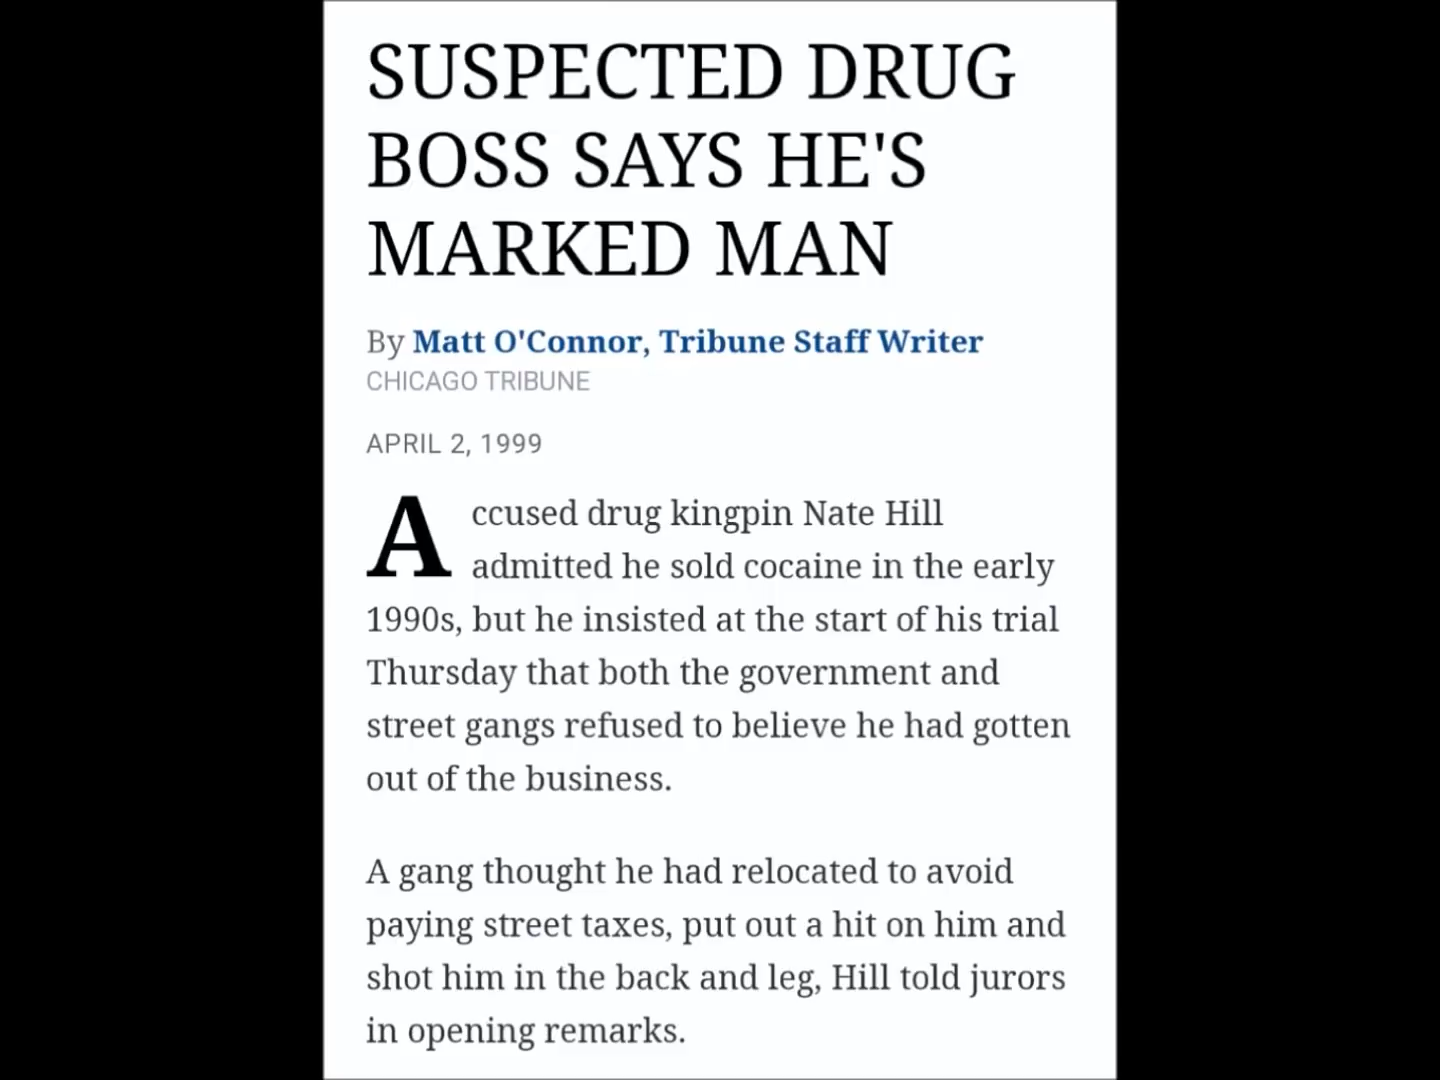 SUSPECTED DRUG
BOSS SAYS HE'S
MARKED MAN
By Matt O'Connor, Tribune Staff Writer
CHICAGO TRIBUNE
APRIL 2, 1999
Accused drug kingpin Nate Hill
admitted he sold cocaine in the early
1990s, but he insisted at the start of his trial
Thursday that both the government and
street gangs refused to believe he had gotten
out of the business.
A gang thought he had relocated to avoid
paying street taxes, put out a hit on him and
shot him in the back and leg, Hill told jurors
in opening remarks.